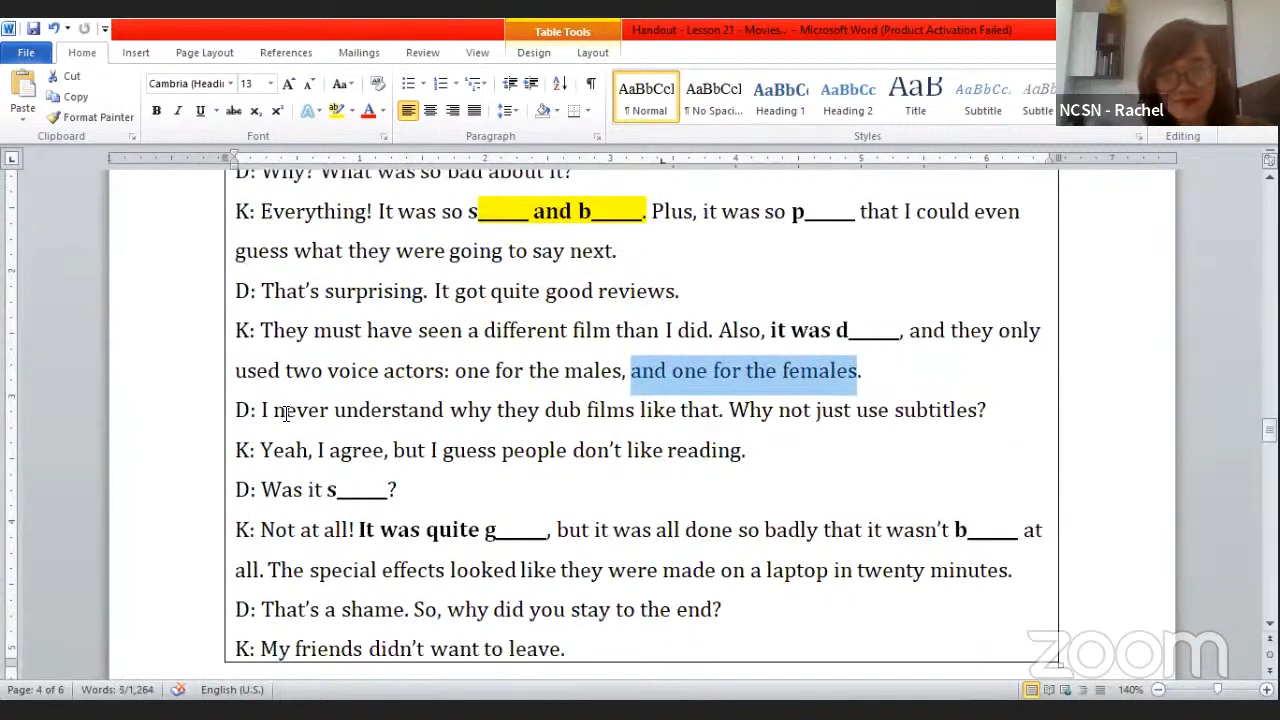 Table Tools
Handout - Lesson 21 - Movies.. - Microsoft Word (Product Activation Failed)
File Home Insert Page Layout References Mailings Review View Design Layout
Paste
Cut
Copy
Format Painter
Clipboard
Cambria (Headi 13
Font
Paragraph
AaBbCcI AaBbCcI AaBbC AaBbCc AaB AaBbCc.
¶ Normal ¶ No Spaci... Heading 1 Heading 2 Title Subtitle Subtle
Styles
Editing
NCSN - Rachel
D: Why? What was so bad about it?
K: Everything! It was so s_____ and b_____. Plus, it was so p_____ that I could even
guess what they were going to say next.
D: That’s surprising. It got quite good reviews.
K: They must have seen a different film than I did. Also, it was d_____, and they only
used two voice actors: one for the males, and one for the females.
D: I never understand why they dub films like that. Why not just use subtitles?
K: Yeah, I agree, but I guess people don’t like reading.
D: Was it s_____?
K: Not at all! It was quite g_____, but it was all done so badly that it wasn’t b_____ at
all. The special effects looked like they were made on a laptop in twenty minutes.
D: That’s a shame. So, why did you stay to the end?
K: My friends didn’t want to leave.
zoom
Page: 4 of 6 Words: 5/1,264 English (U.S.) 140%